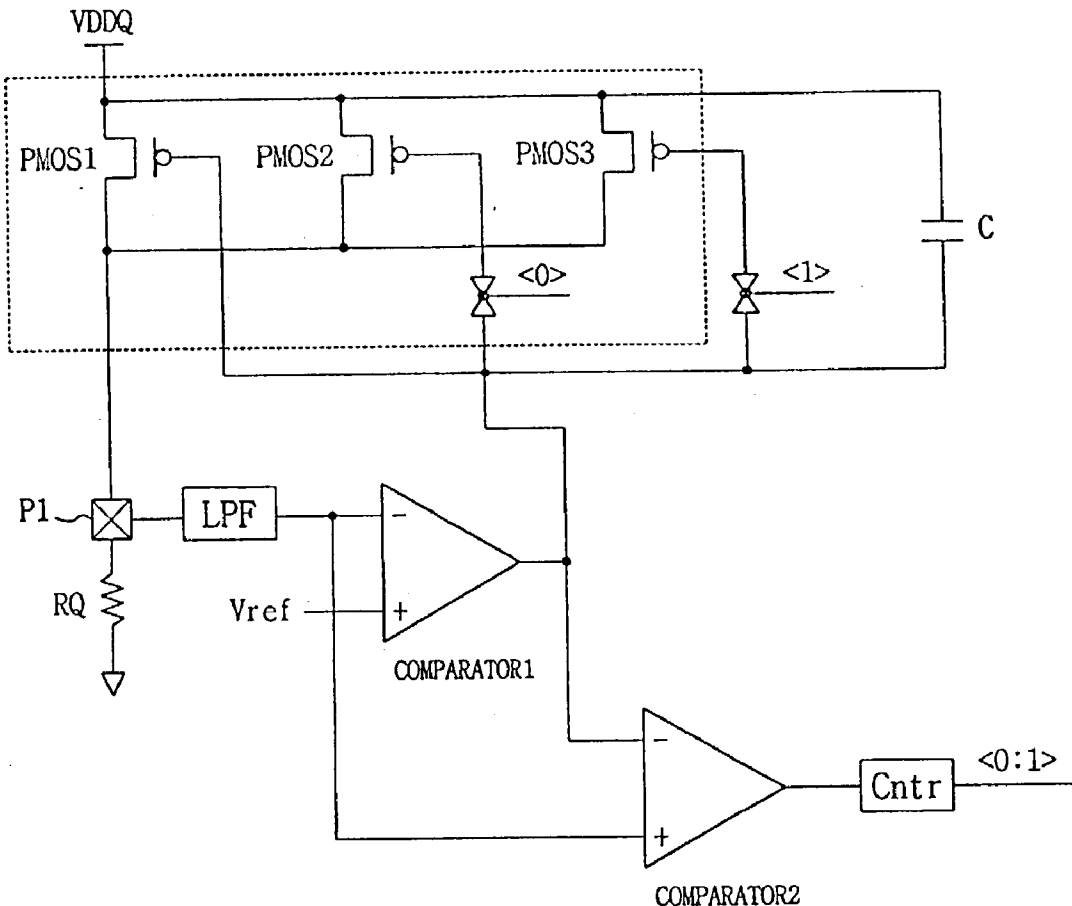 VDDQ
PMOS1
PMOS2
PMOS3
C
<0>
<1>
P1
LPF
-
RQ
Vref
+
COMPARATOR1
-
<0:1>
Cntr
+
COMPARATOR2